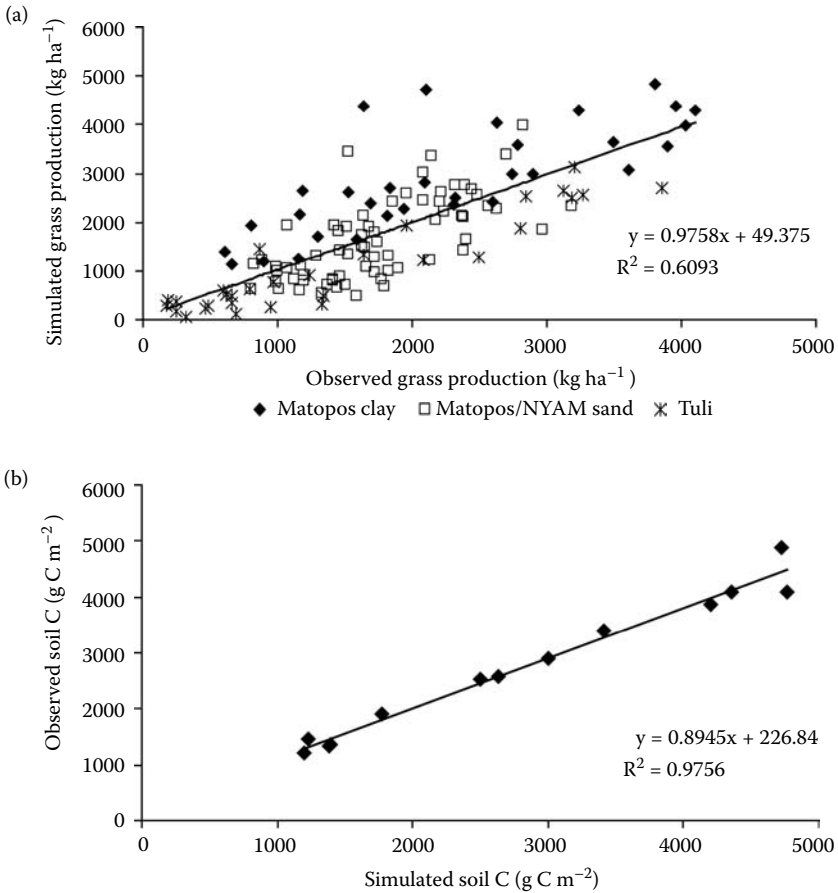 (a)
6000
5000
4000
3000
2000
1000
0
Simulated grass production (kg ha⁻¹)
y = 0.9758x + 49.375
R² = 0.6093
0 1000 2000 3000 4000 5000
Observed grass production (kg ha⁻¹ )
Matopos clay Matopos/NYAM sand Tuli
(b)
6000
5000
4000
3000
2000
1000
0
Observed soil C (g C m⁻²)
y = 0.8945x + 226.84
R² = 0.9756
0 1000 2000 3000 4000 5000
Simulated soil C (g C m⁻²)